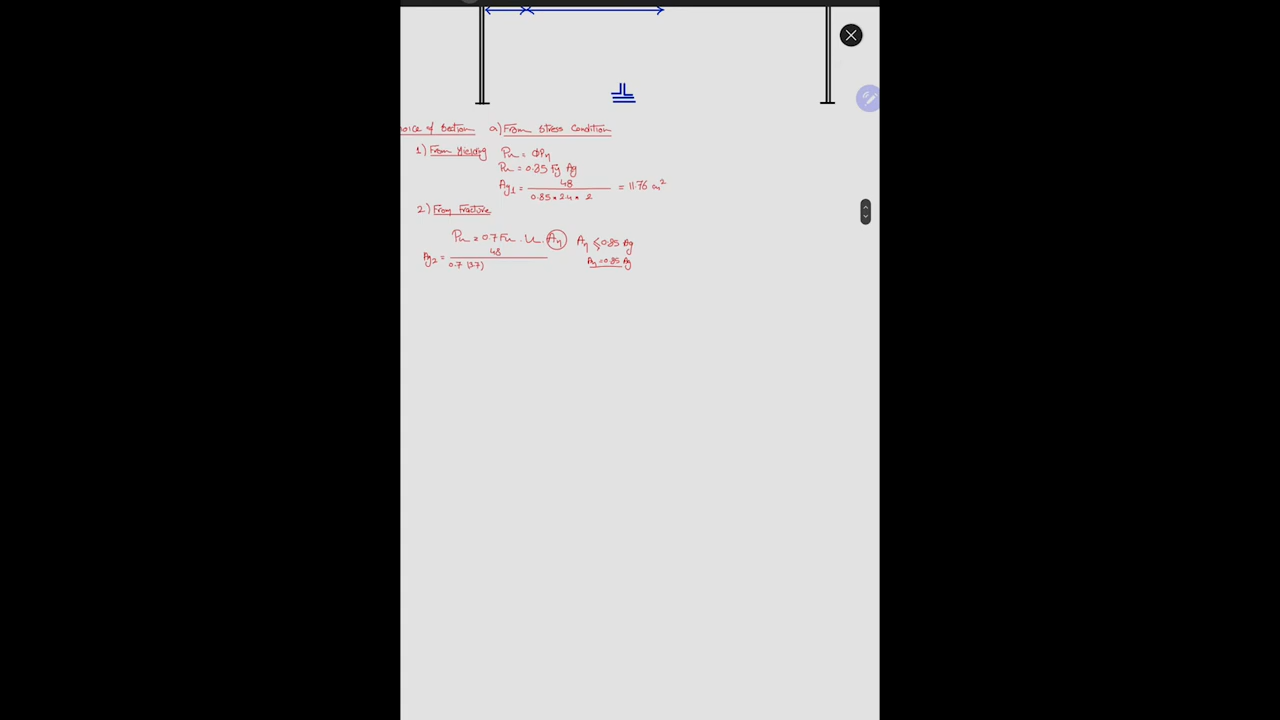 hoice of Section a) From Stress Condition
1) From Yielding Pu = ΦPn
Pu = 0.85 Fy Ag
Ag1 = 48 / 0.85 * 2.4 * 2 = 11.76 cm²
2) From Fracture
Pu = 0.7 Fu . U . An An ≤ 0.85 Ag
Ag2 = 48 / 0.7 (3.7) An = 0.85 Ag